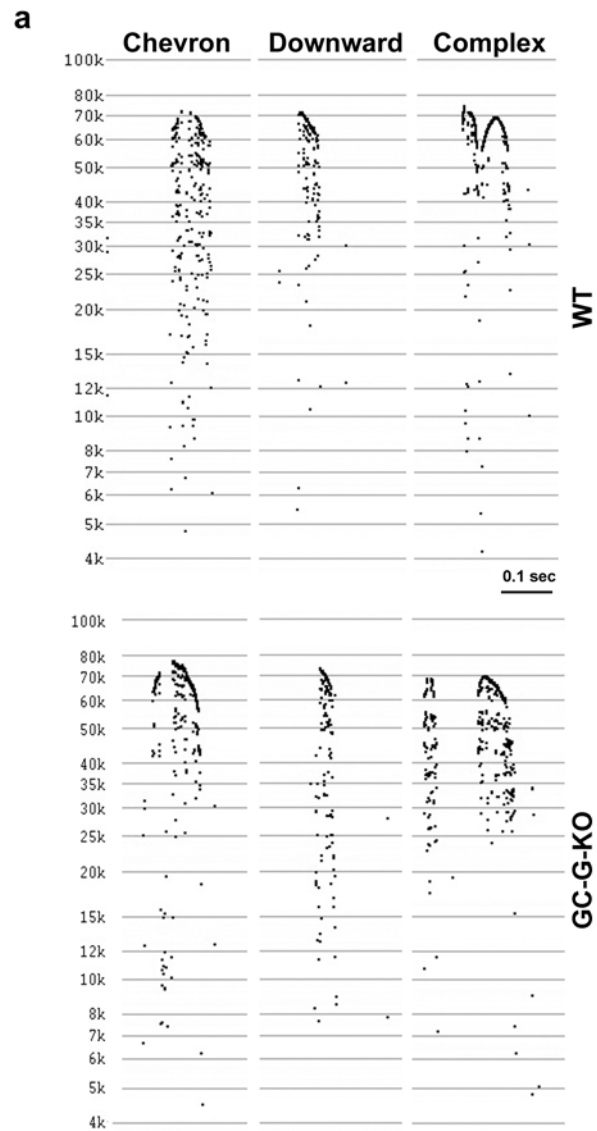 a
Chevron Downward Complex
100k
80k
70k
60k
50k
40k
35k
30k
25k
20k
15k
12k
10k
8k
7k
6k
5k
4k
WT
0.1 sec
100k
80k
70k
60k
50k
40k
35k
30k
25k
20k
15k
12k
10k
8k
7k
6k
5k
4k
GC-G-KO